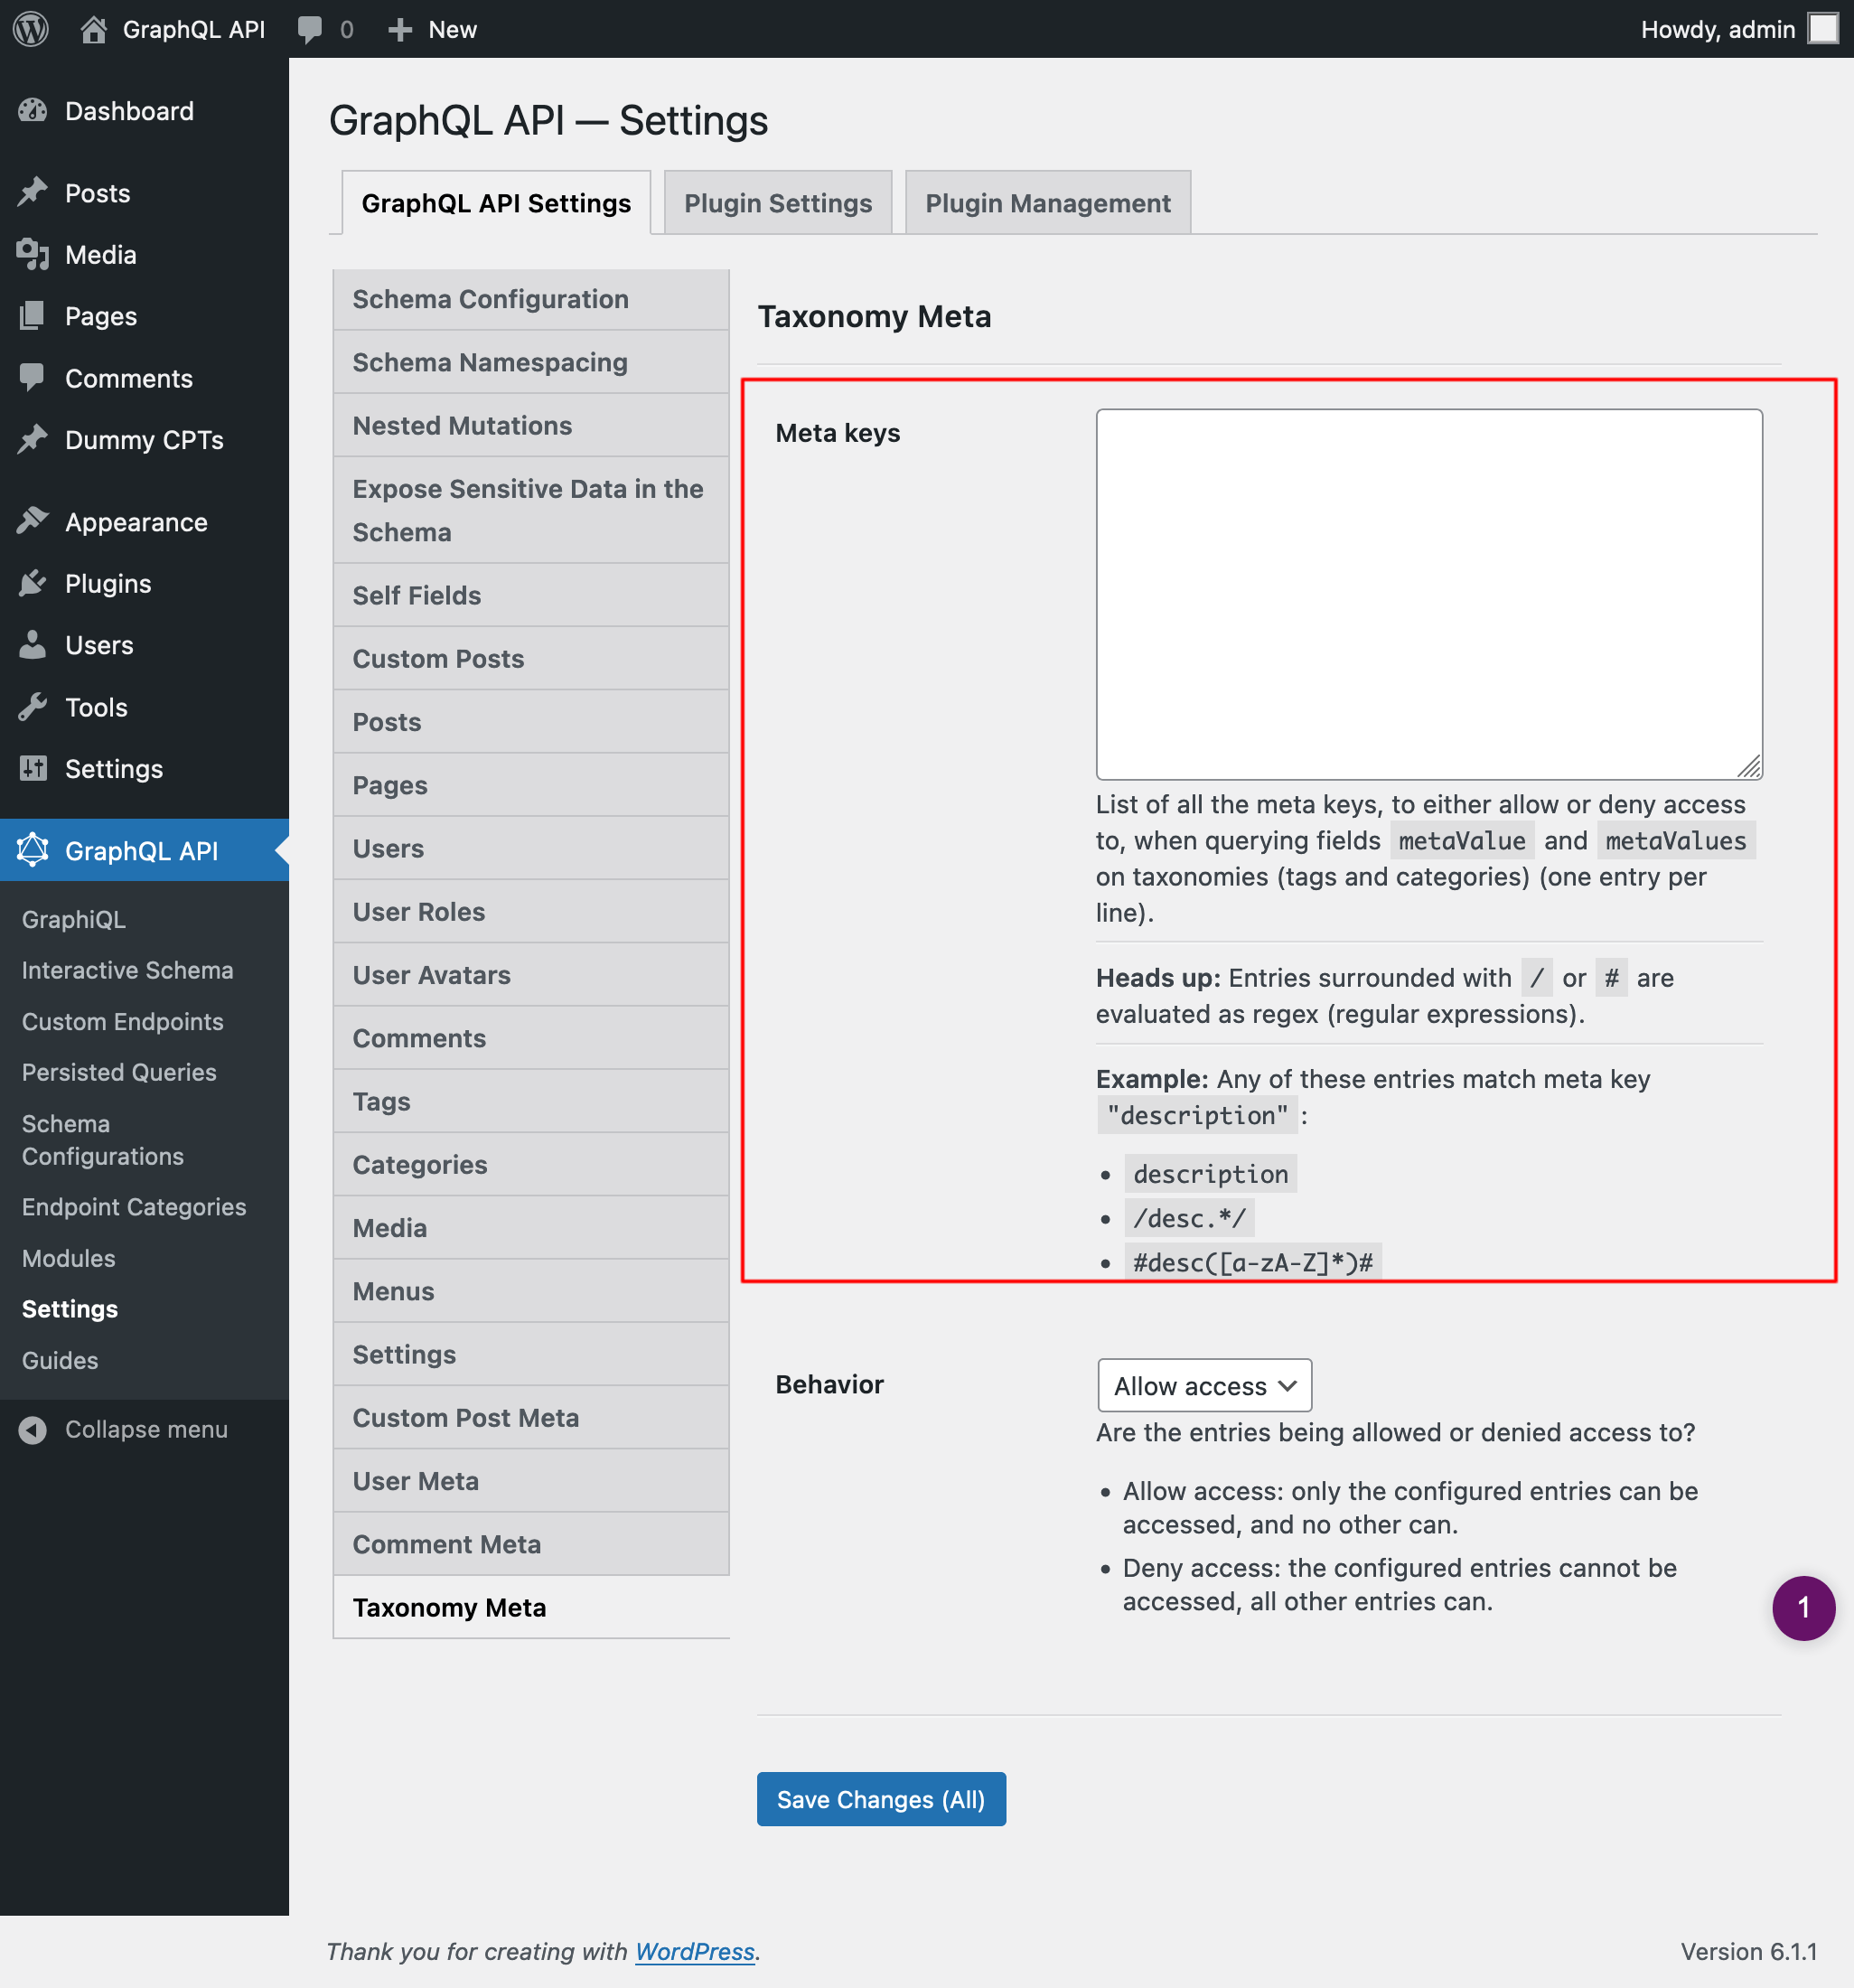 GraphQL API
0
New
Howdy, admin
Dashboard
Posts
Media
Pages
Comments
Dummy CPTs
Appearance
Plugins
Users
Tools
Settings
GraphQL API
GraphiQL
Interactive Schema
Custom Endpoints
Persisted Queries
Schema
Configurations
Endpoint Categories
Modules
Settings
Guides
Collapse menu
GraphQL API — Settings
GraphQL API Settings
Plugin Settings
Plugin Management
Schema Configuration
Schema Namespacing
Nested Mutations
Expose Sensitive Data in the
Schema
Self Fields
Custom Posts
Posts
Pages
Users
User Roles
User Avatars
Comments
Tags
Categories
Media
Menus
Settings
Custom Post Meta
User Meta
Comment Meta
Taxonomy Meta
Taxonomy Meta
Meta keys
List of all the meta keys, to either allow or deny access
to, when querying fields metaValue and metaValues
on taxonomies (tags and categories) (one entry per
line).
Heads up: Entries surrounded with / or # are
evaluated as regex (regular expressions).
Example: Any of these entries match meta key
"description" :
• description
• /desc.*/
• #desc([a-zA-Z]*)#
Behavior
Allow access
Are the entries being allowed or denied access to?
• Allow access: only the configured entries can be
accessed, and no other can.
• Deny access: the configured entries cannot be
accessed, all other entries can.
1
Save Changes (All)
Thank you for creating with WordPress.
Version 6.1.1